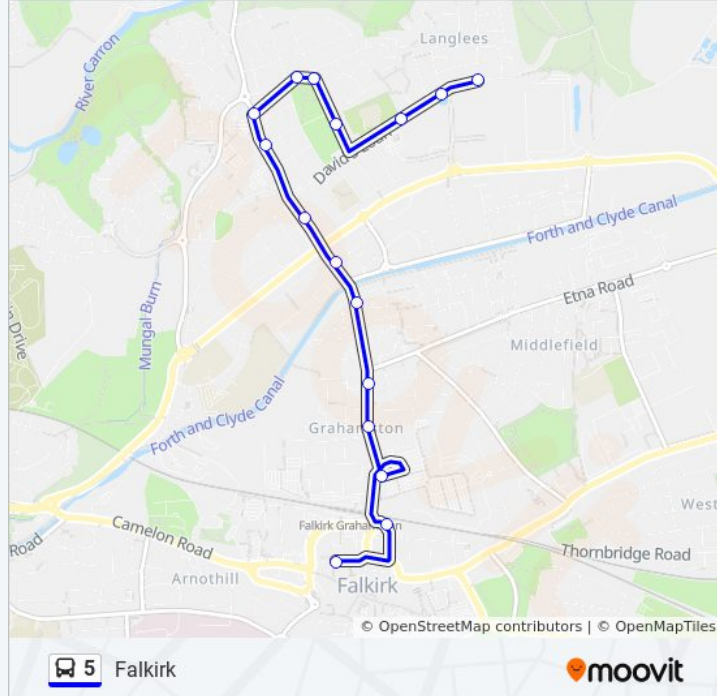 Langlees
River Carron
David's Loan
Forth and Clyde Canal
Etna Road
Mungal Burn
Drive
Middlefield
Forth and Clyde Canal
Grahamston
West
Camelon Road
Falkirk Grahamston
Road
Thornbridge Road
Arnothill
Falkirk
© OpenStreetMap contributors | © OpenMapTiles
5 Falkirk
moovit